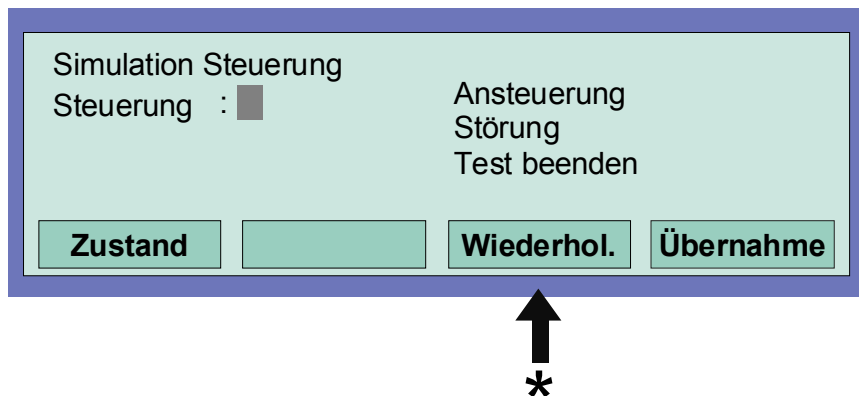 Simulation Steuerung
Steuerung :
Ansteuerung
Störung
Test beenden
Zustand Wiederhol. Übernahme
*